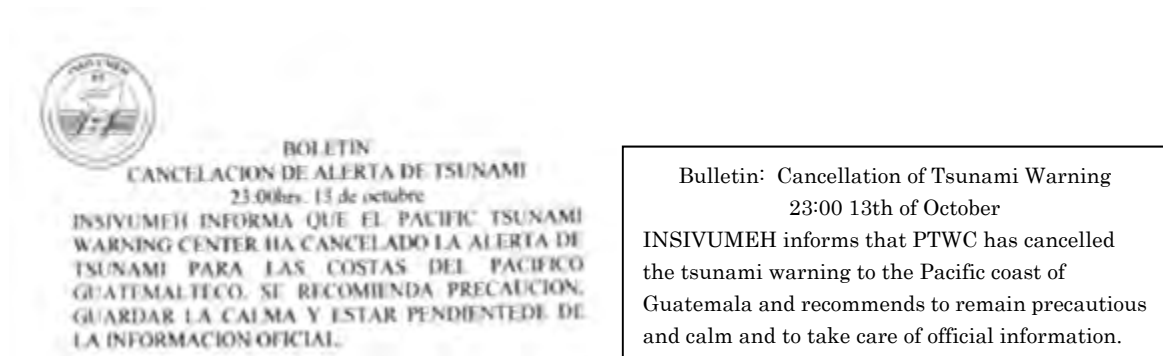 BOLETIN
CANCELACION DE ALERTA DE TSUNAMI
23:00hrs. 13 de octubre
INSIVUMEH INFORMA QUE EL PACIFIC TSUNAMI
WARNING CENTER HA CANCELADO LA ALERTA DE
TSUNAMI PARA LAS COSTAS DEL PACIFICO
GUATEMALTECO. SE RECOMIENDA PRECAUCION,
GUARDAR LA CALMA Y ESTAR PENDIENTEDE DE
LA INFORMACION OFICIAL.
Bulletin: Cancellation of Tsunami Warning
23:00 13th of October
INSIVUMEH informs that PTWC has cancelled
the tsunami warning to the Pacific coast of
Guatemala and recommends to remain precautious
and calm and to take care of official information.